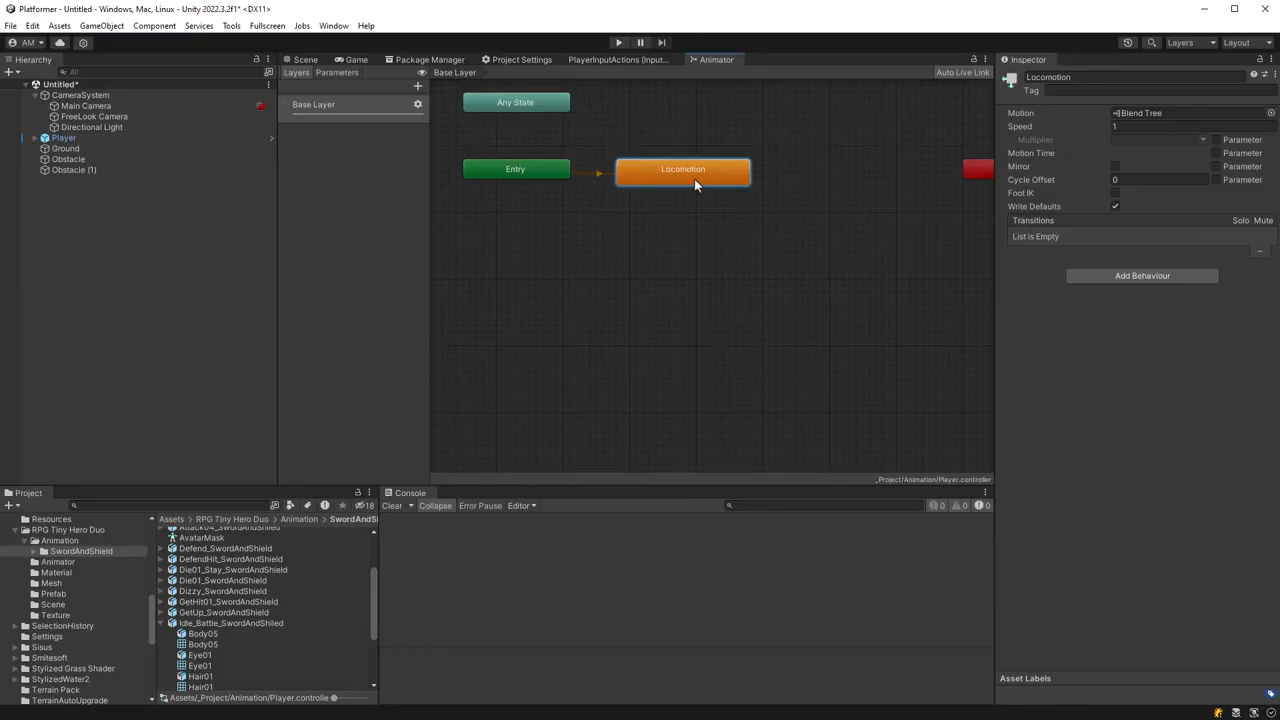 Platformer - Untitled - Windows, Mac, Linux - Unity 2022.3.2f1* <DX11>
File Edit Assets GameObject Component Services Tools Fullscreen Jobs Window Help
AM Layers Layout
Hierarchy
All
Untitled*
CameraSystem
Main Camera
FreeLook Camera
Directional Light
Player
Ground
Obstacle
Obstacle (1)
Scene Game Package Manager Project Settings PlayerInputActions (Input... Animator
Layers Parameters Base Layer Auto Live Link
Base Layer
Any State
Entry
Locomotion
_Project/Animation/Player.controller
Inspector
Locomotion
Tag
Motion Blend Tree
Speed 1
Multiplier Parameter
Motion Time Parameter
Mirror Parameter
Cycle Offset 0 Parameter
Foot IK
Write Defaults
Transitions Solo Mute
List is Empty
Add Behaviour
Asset Labels
Project
18
Resources
RPG Tiny Hero Duo
Animation
SwordAndShield
Animator
Material
Mesh
Prefab
Scene
Texture
SelectionHistory
Settings
Sisus
Smitesoft
Stylized Grass Shader
StylizedWater2
Terrain Pack
TerrainAutoUpgrade
Assets RPG Tiny Hero Duo Animation SwordAndSl
Attack04_SwordAndShiled
AvatarMask
Defend_SwordAndShield
DefendHit_SwordAndShield
Die01_Stay_SwordAndShield
Die01_SwordAndShield
Dizzy_SwordAndShield
GetHit01_SwordAndShield
GetUp_SwordAndShield
Idle_Battle_SwordAndShiled
Body05
Body05
Eye01
Eye01
Hair01
Hair01
Assets/_Project/Animation/Player.controlle
Console
Clear Collapse Error Pause Editor 0 0 0